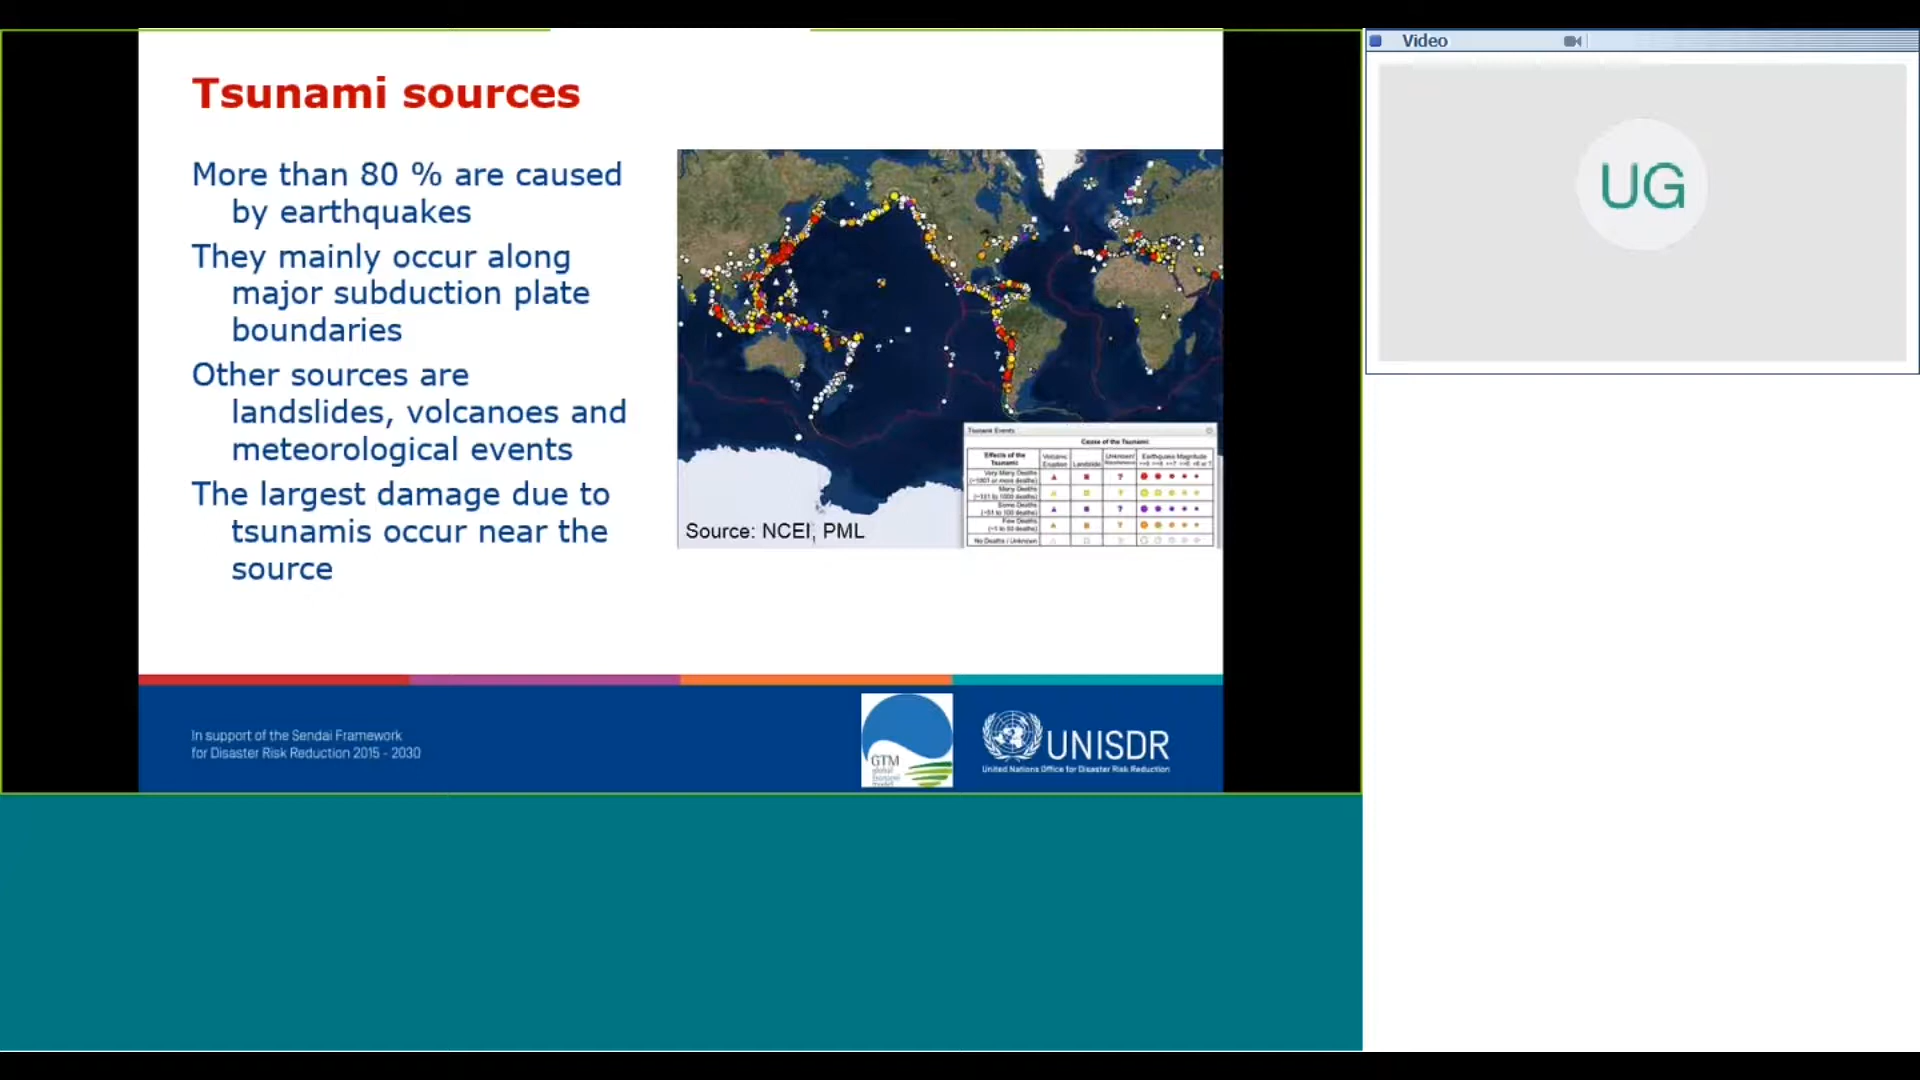 Video
UG
Tsunami sources
More than 80 % are caused
by earthquakes
They mainly occur along
major subduction plate
boundaries
Other sources are
landslides, volcanoes and
meteorological events
The largest damage due to
tsunamis occur near the
source
Source: NCEI, PML
Tsunami Events
Cause of the Tsunami
Effects of the Tsunami
Volcanic Eruption
Landslide
Earthquake Magnitude
Very Many Deaths
(~1001 or more deaths)
Many Deaths
(~101 to 1000 deaths)
Some Deaths
(~51 to 100 deaths)
Few Deaths
(~1 to 50 deaths)
No Deaths / Unknown
In support of the Sendai Framework
for Disaster Risk Reduction 2015 - 2030
GTM
global
tsunami
model
UNISDR
United Nations Office for Disaster Risk Reduction